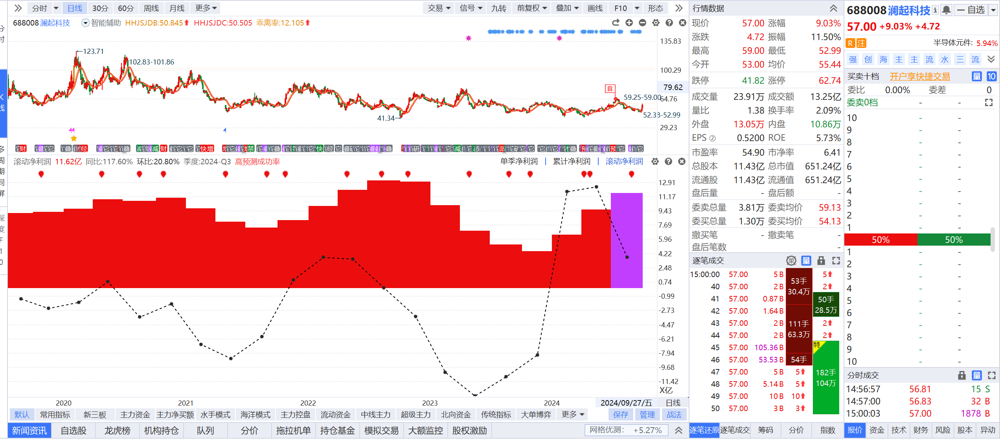 分时 日线 30分 60分 周线 月线 更多 交易 信号 九转 前复权 叠加 画线 F10 形态
688008 澜起科技 智能辅助 HHJSJDB:50.845 HHJSJDC:50.505 乖离率:12.105
135.83
123.71
102.83-101.86
100.29
79.62
自
59.25-59.00
64.76
52.33-52.99
41.34
29.23
滚动净利润 11.62亿 同比:117.60% 环比:20.80% 季度:2024-Q3 高预测成功率 单季净利润 | 累计净利润 | 滚动净利润
12.91
11.17
9.43
7.69
5.96
4.22
2.48
0.74
-0.99
-2.73
-4.47
-6.21
-7.94
-9.68
-11.42
X亿
2020 2021 2022 2023 2024 2024/09/27/五 日线
默认 常用指标 新三板 主力资金 主力净买额 水手模式 海洋模式 主力控盘 流动资金 中线主力 超级主力 北向资金 传统指标 大单博弈 更多 保存 管理 战法
新闻资讯 自选股 龙虎榜 机构持仓 队列 分价 拖拉机单 持仓基金 模拟交易 大额监控 股权激励 网格优测: +5.27%
分
时
K
线
多
周
期
同
屏
深
度
F
1
0
行情数据
现价 57.00 涨幅 9.03%
涨跌 4.72 振幅 11.50%
最高 59.00 最低 52.99
今开 53.00 均价 55.44
跌停 41.82 涨停 62.74
成交量 23.91万 成交额 13.25亿
量比 1.38 换手率 2.09%
外盘 13.05万 内盘 10.86万
EPS ② 0.5200 ROE 5.73%
市盈率 54.90 市净率 6.41
总股本 11.43亿 总市值 651.24亿
流通股 11.43亿 流通值 651.24亿
盘后量 - 盘后额 -
委卖总量 3.81万 委卖均价 59.13
委买总量 1.30万 委买均价 54.13
撤买笔 - 撤卖笔 -
盘后笔数 -
逐笔成交 单 量
15:00:00 57.00 5 B 5
40 57.00 2 B 2
41 57.00 0.87 B
42 57.00 1.64 B
43 57.00 2 B 2
44 57.00 2 B 2
45 57.00 105.36 B
46 57.00 53.53 B
47 57.00 5 B 5
48 57.00 5.14 B 5
49 57.00 10 B 10
50 57.00 3 B 3
53手
30.4万
50手
28.5万
111手
63.3万
54手
特
182手
104万
逐笔还原 逐笔成交 筹码 分价 指数
688008 澜起科技 i 自选
57.00 +9.03% +4.72
R 注 半导体元件: 5.94%
强 创 海 主 主 流 水 三 流
买卖十档 开户享快捷交易 量 10
委比 0.00% 委差 0
委卖0档 - -
10 - -
9 - -
8 - -
7 - -
6 - -
5 - -
4 - -
3 - -
2 - -
1 - -
50% 50%
1 - -
2 - -
3 - -
4 - -
5 - -
6 - -
7 - -
8 - -
9 - -
10 - -
分时成交 量
14:56:57 56.81 15 S
14:57:00 56.83 32 B
15:00:03 57.00 1878 B
报价 资金 技术 财务 风险 股本 异动